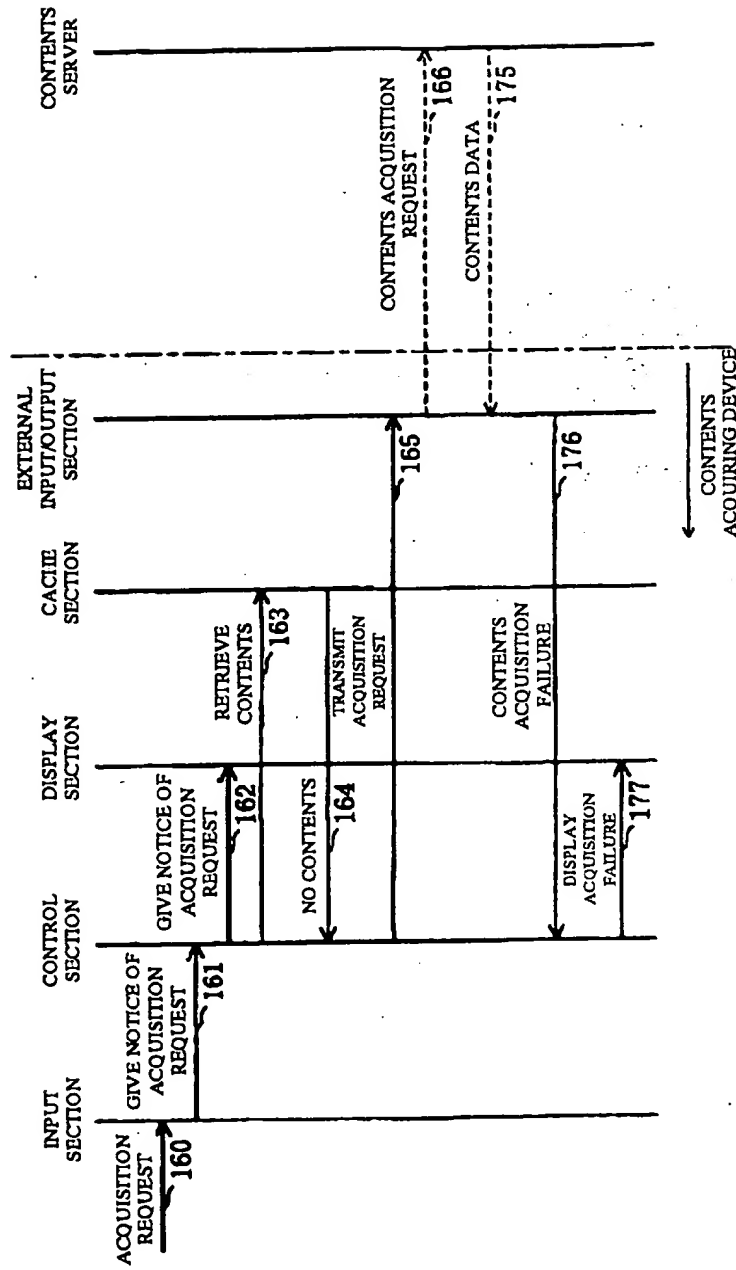 INPUT
SECTION
CONTROL
SECTION
DISPLAY
SECTION
CACHE
SECTION
EXTERNAL
INPUT/OUTPUT
SECTION
CONTENTS
SERVER
ACQUISITION
REQUEST
160
GIVE NOTICE OF
ACQUISITION
REQUEST
161
GIVE NOTICE OF
ACQUISITION
REQUEST
162
RETRIEVE
CONTENTS
163
NO CONTENTS
164
TRANSMIT
ACQUISITION
REQUEST
165
CONTENTS ACQUISITION
REQUEST
166
CONTENTS DATA
175
CONTENTS
ACQUISITION
FAILURE
176
DISPLAY
ACQUISITION
FAILURE
177
CONTENTS
ACQUIRING DEVICE